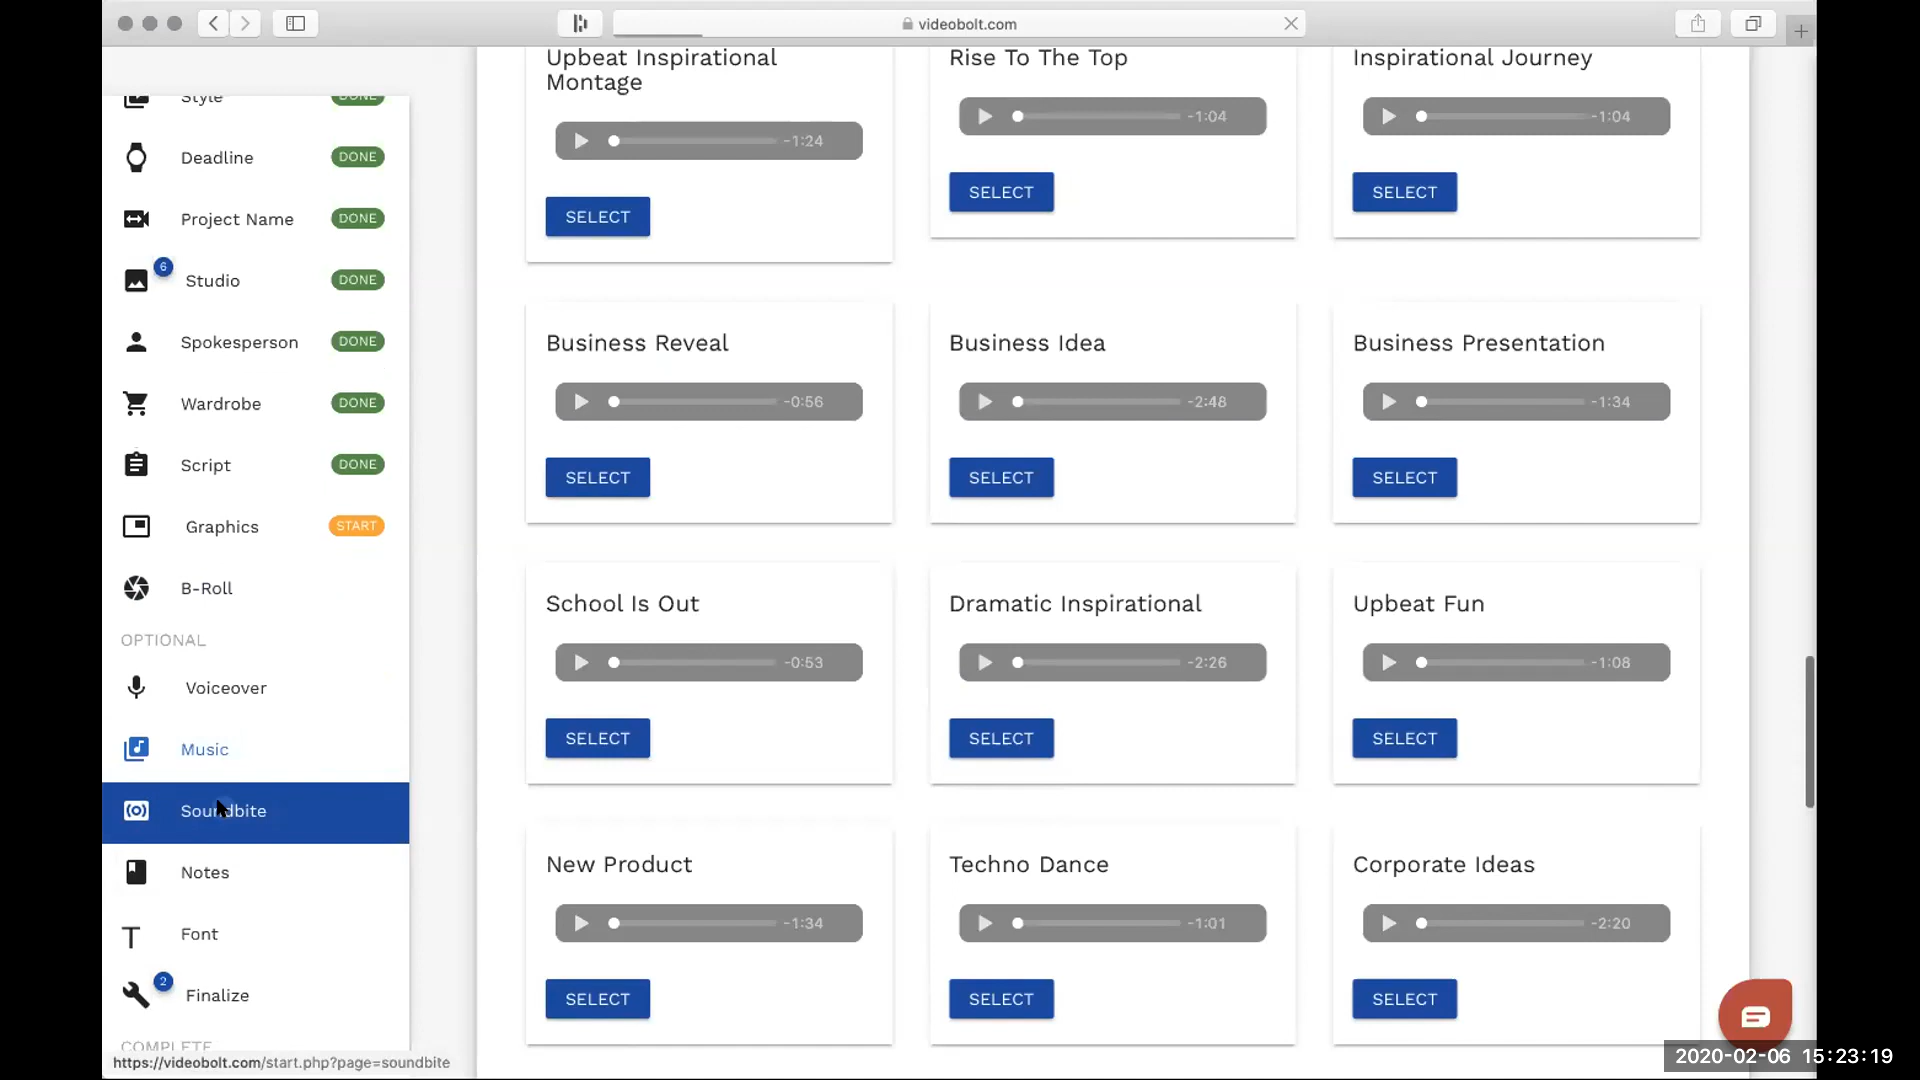 videobolt.com
Style DONE
Deadline DONE
Project Name DONE
6 Studio DONE
Spokesperson DONE
Wardrobe DONE
Script DONE
Graphics START
B-Roll
OPTIONAL
Voiceover
Music
Soundbite
Notes
T Font
2 Finalize
COMPLETE
https://videobolt.com/start.php?page=soundbite
Upbeat Inspirational
Montage
-1:24
SELECT
Rise To The Top
-1:04
SELECT
Inspirational Journey
-1:04
SELECT
Business Reveal
-0:56
SELECT
Business Idea
-2:48
SELECT
Business Presentation
-1:34
SELECT
School Is Out
-0:53
SELECT
Dramatic Inspirational
-2:26
SELECT
Upbeat Fun
-1:08
SELECT
New Product
-1:34
SELECT
Techno Dance
-1:01
SELECT
Corporate Ideas
-2:20
SELECT
2020-02-06 15:23:19